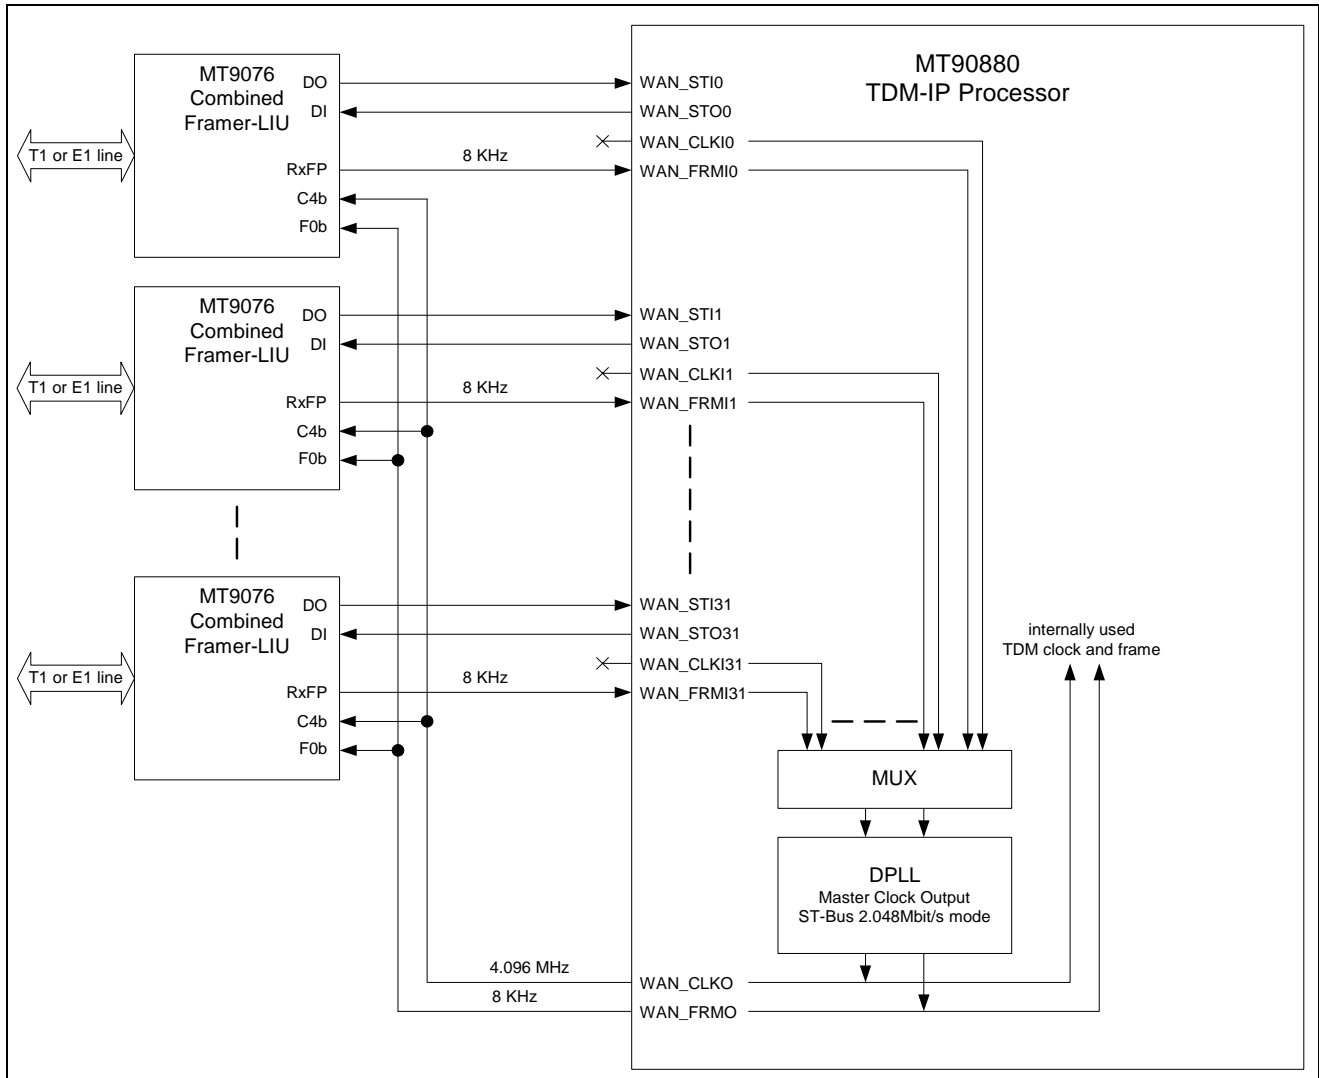 MT90880
TDM-IP Processor
MT9076
Combined
Framer-LIU
DO
DI
RxFP
C4b
F0b
T1 or E1 line
8 KHz
WAN_STI0
WAN_STO0
WAN_CLKI0
WAN_FRMI0
MT9076
Combined
Framer-LIU
DO
DI
RxFP
C4b
F0b
T1 or E1 line
8 KHz
WAN_STI1
WAN_STO1
WAN_CLKI1
WAN_FRMI1
MT9076
Combined
Framer-LIU
DO
DI
RxFP
C4b
F0b
T1 or E1 line
8 KHz
WAN_STI31
WAN_STO31
WAN_CLKI31
WAN_FRMI31
internally used
TDM clock and frame
MUX
DPLL
Master Clock Output
ST-Bus 2.048Mbit/s mode
4.096 MHz
WAN_CLKO
8 KHz
WAN_FRMO